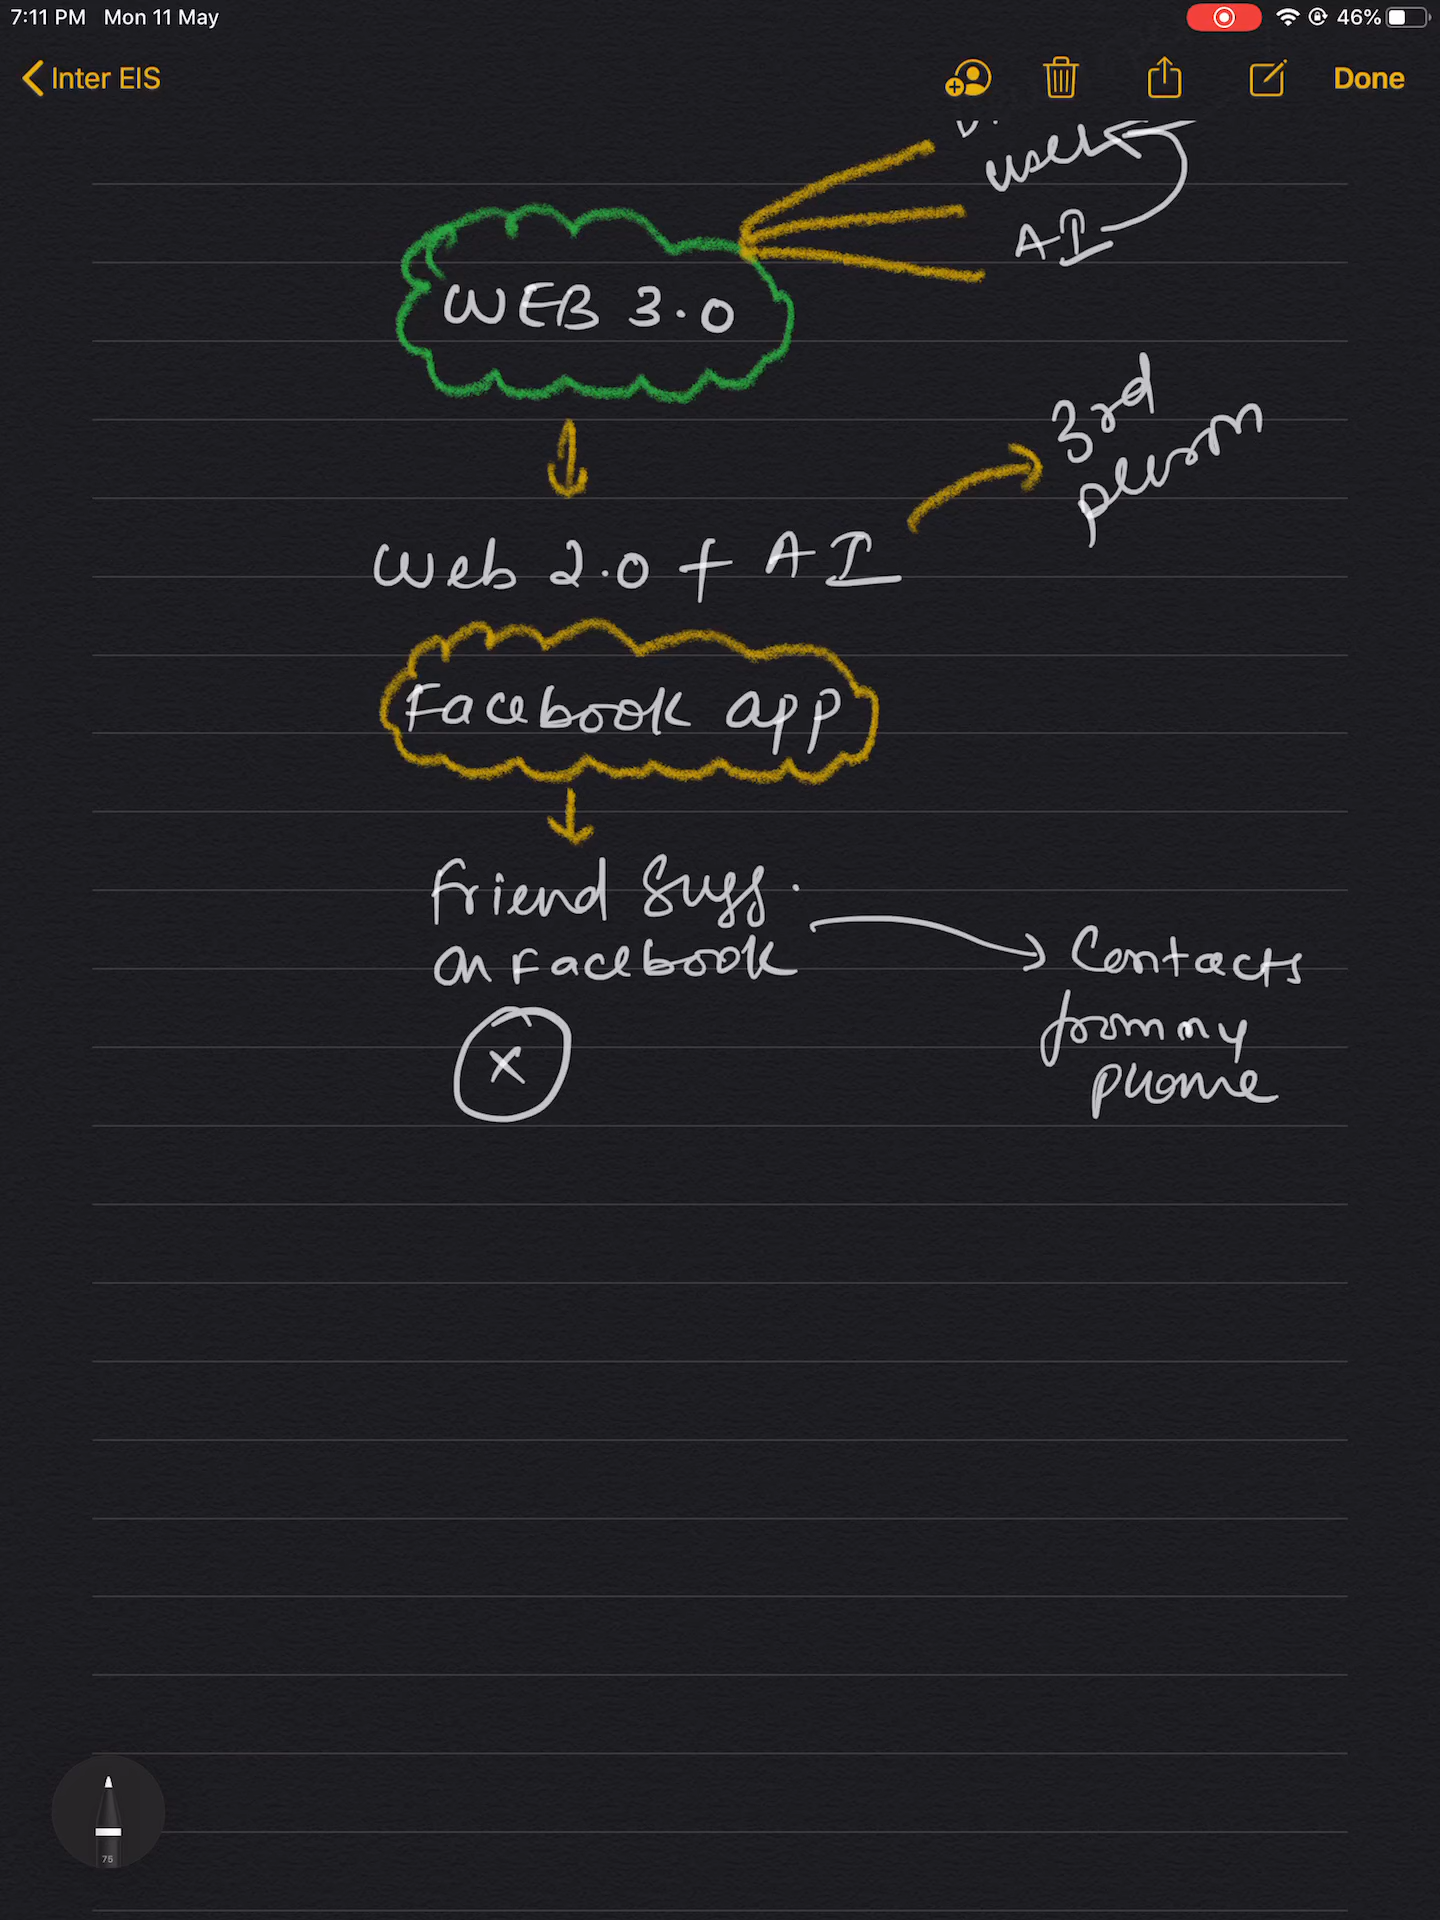 7:11 PM Mon 11 May
46%
Inter EIS
Done
user
AI
WEB 3.0
3rd
person
Web 2.0 + AI
Facebook app
Friend Sugg.
on Facebook
Contacts
from my
phone
X
75